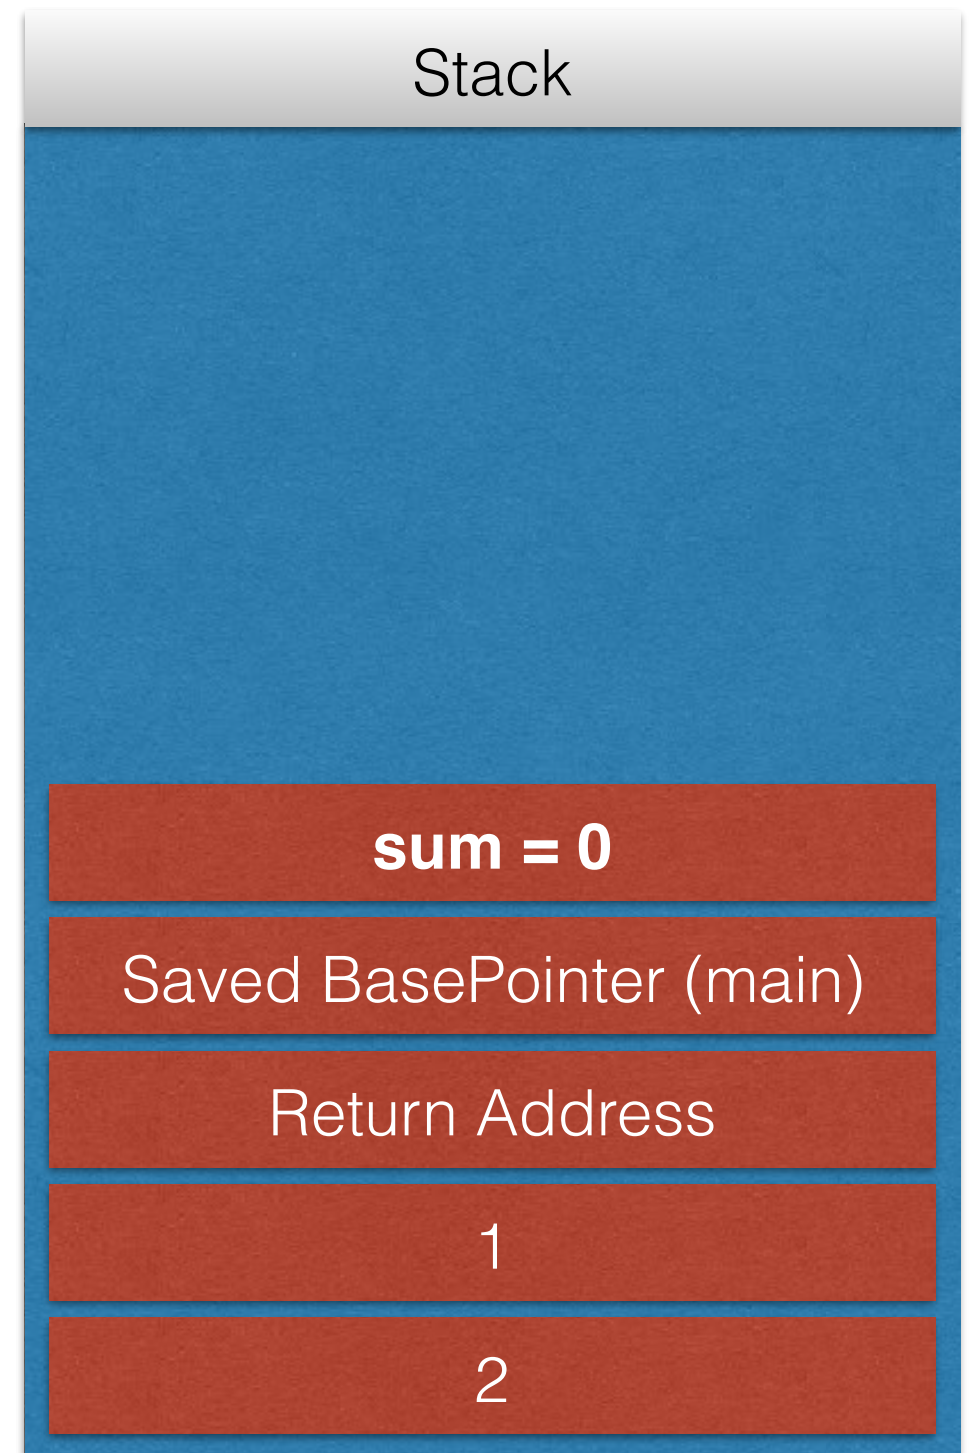 Stack
sum = 0
Saved BasePointer (main)
Return Address
1
2